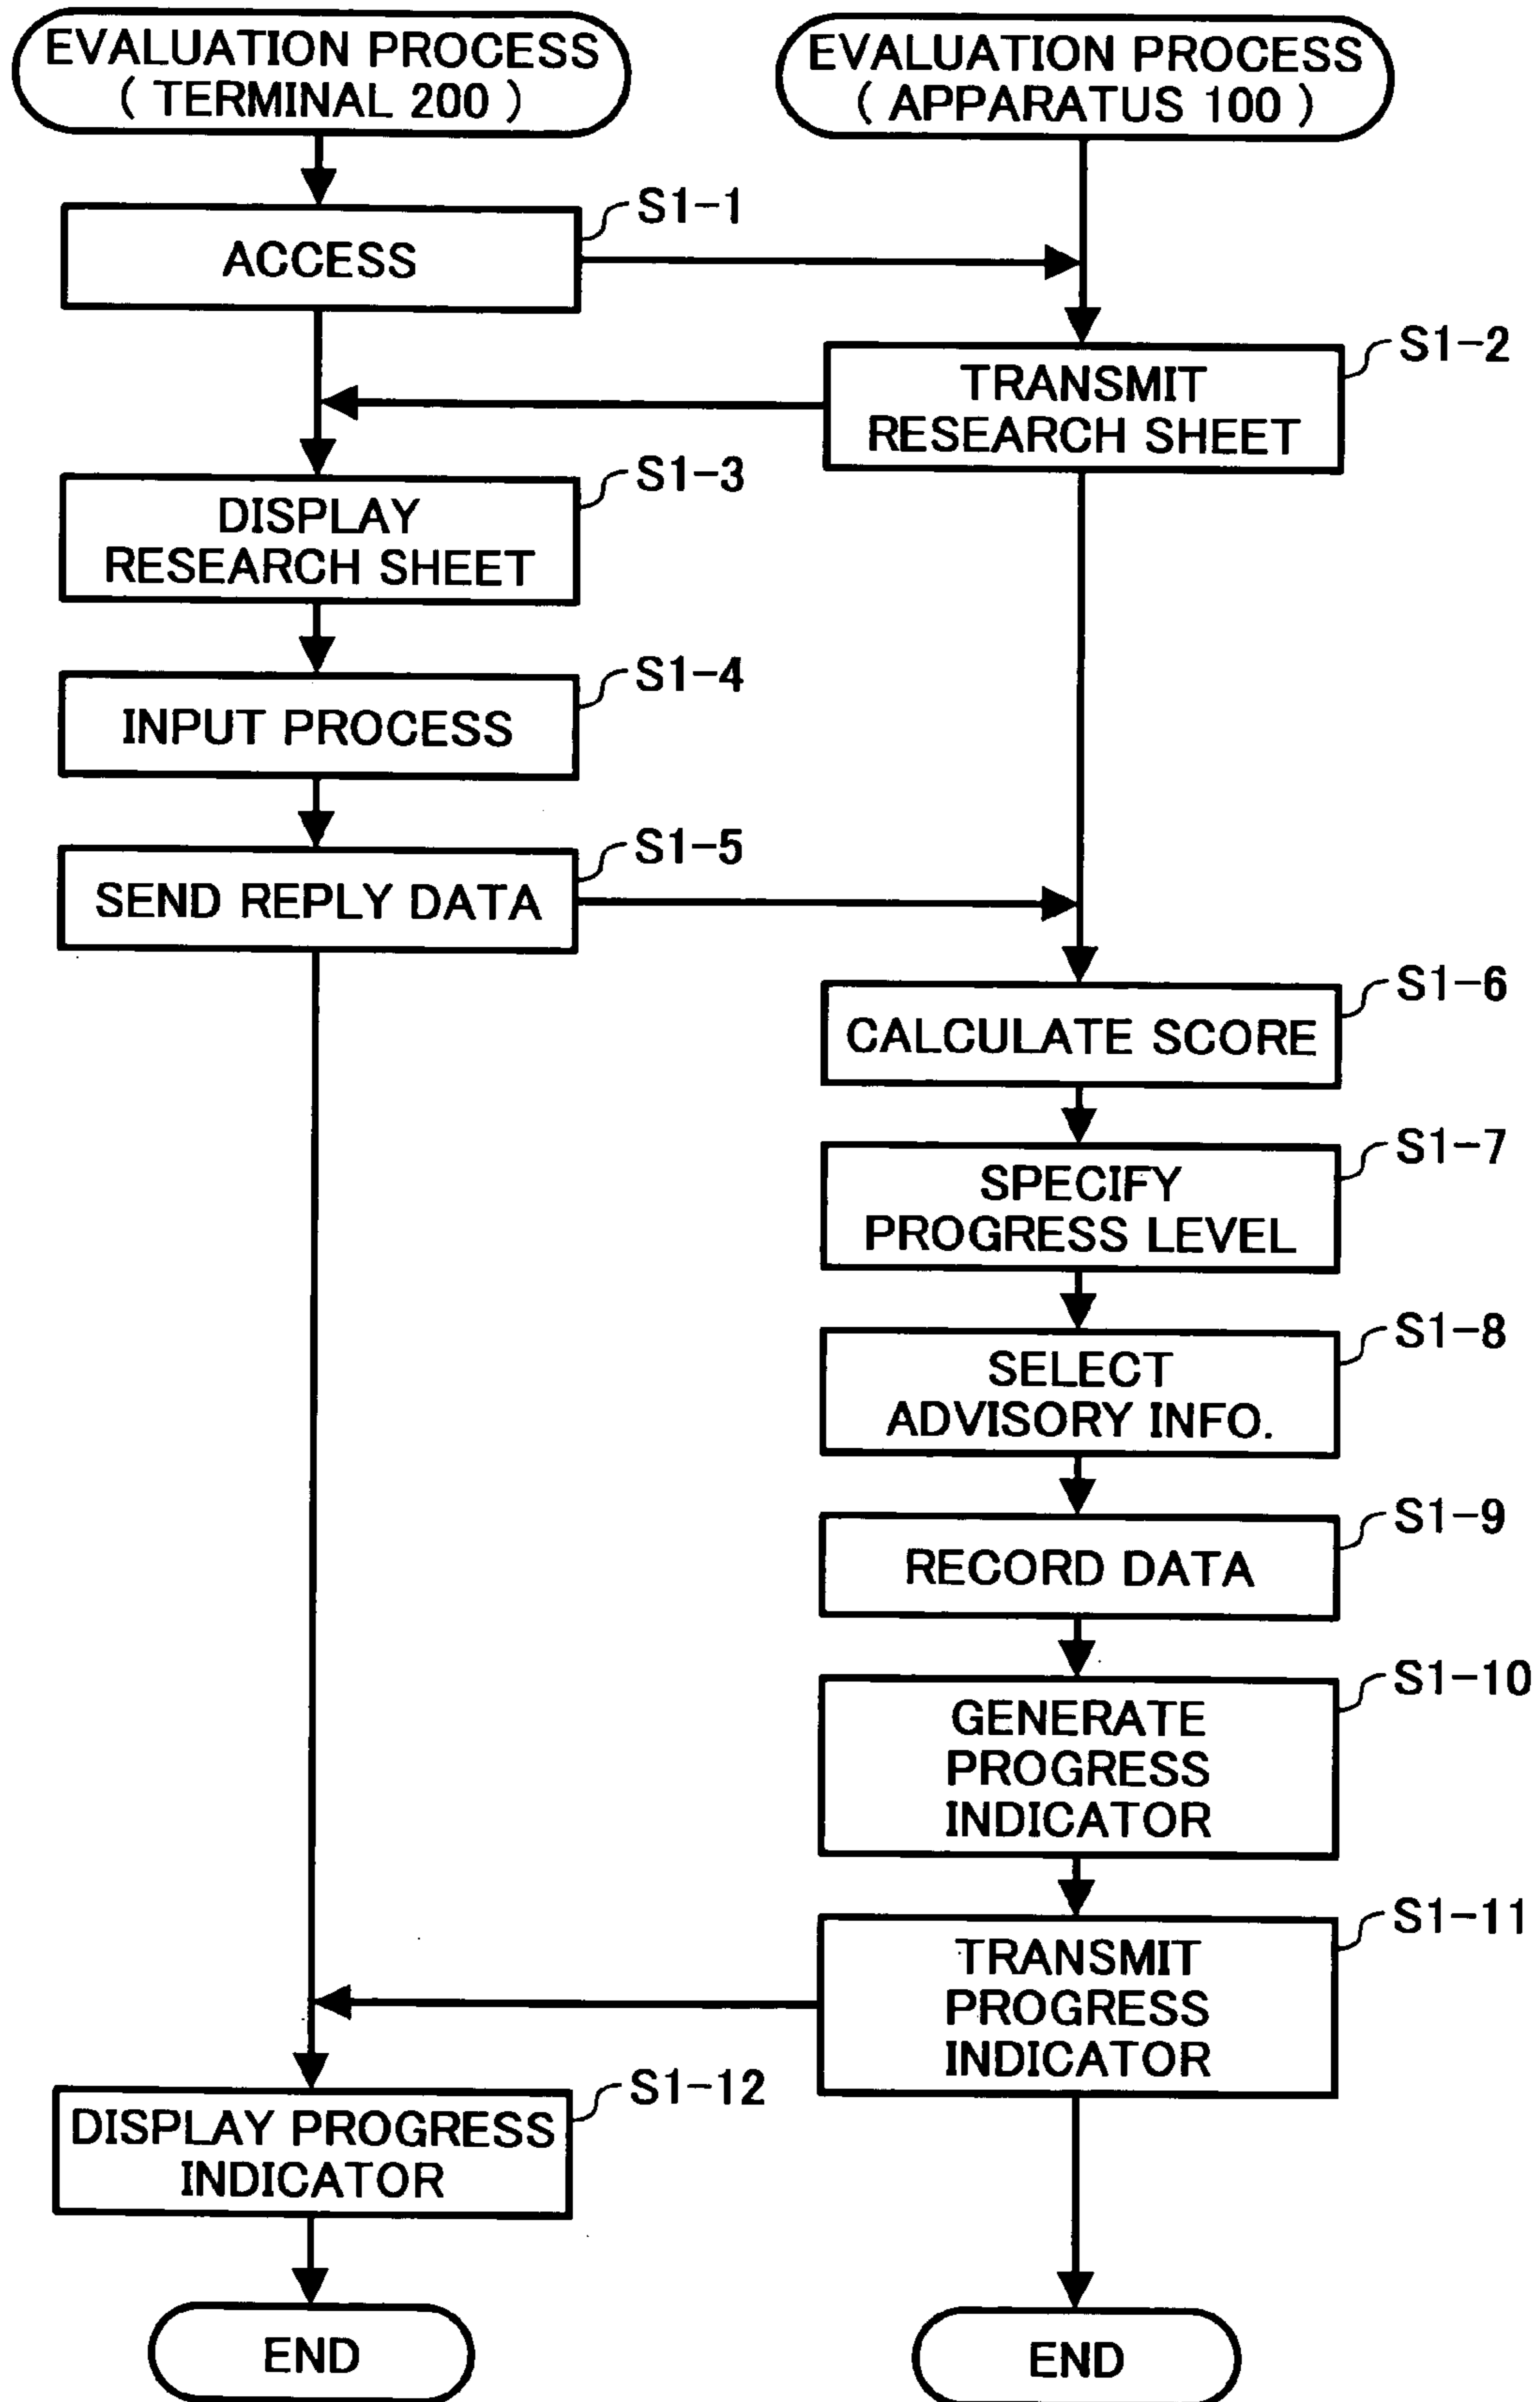 EVALUATION PROCESS
( TERMINAL 200 )
EVALUATION PROCESS
( APPARATUS 100 )
S1-1
ACCESS
S1-2
TRANSMIT
RESEARCH SHEET
S1-3
DISPLAY
RESEARCH SHEET
S1-4
INPUT PROCESS
S1-5
SEND REPLY DATA
S1-6
CALCULATE SCORE
S1-7
SPECIFY
PROGRESS LEVEL
S1-8
SELECT
ADVISORY INFO.
S1-9
RECORD DATA
S1-10
GENERATE
PROGRESS
INDICATOR
S1-11
TRANSMIT
PROGRESS
INDICATOR
S1-12
DISPLAY PROGRESS
INDICATOR
END
END